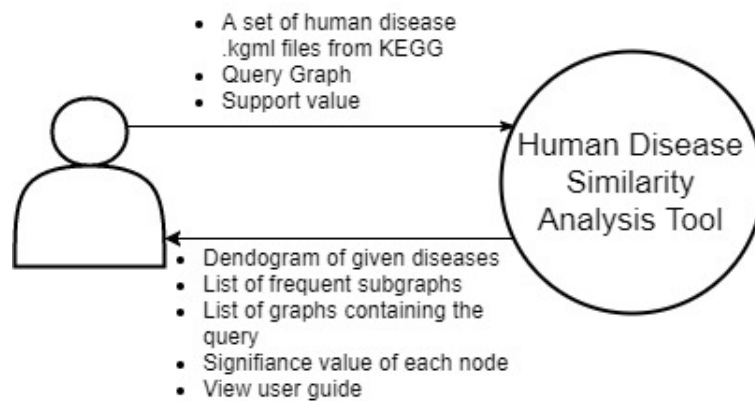 • A set of human disease
.kgml files from KEGG
• Query Graph
• Support value
Human Disease
Similarity
Analysis Tool
• Dendogram of given diseases
• List of frequent subgraphs
• List of graphs containing the
query
• Signifiance value of each node
• View user guide